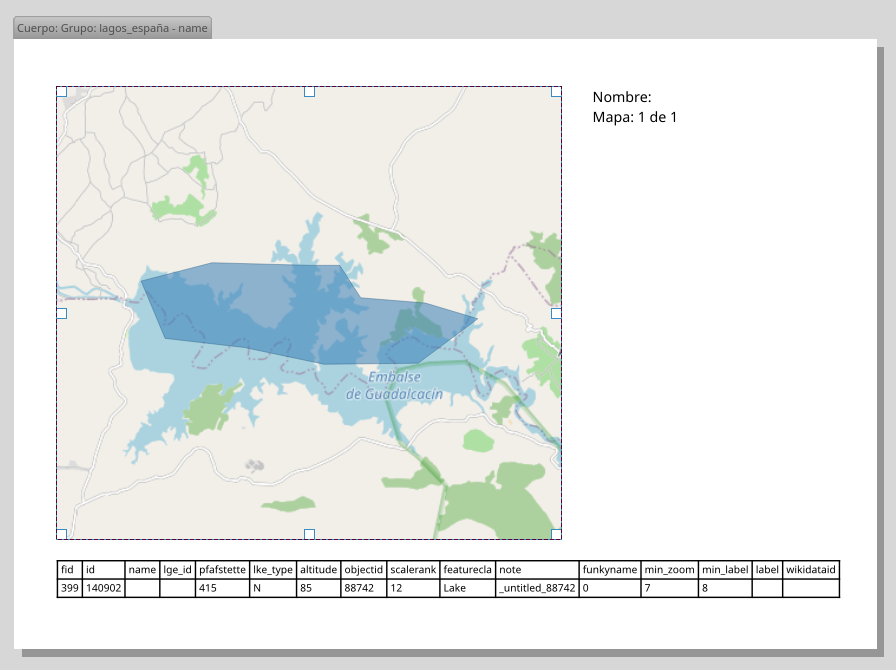 Cuerpo: Grupo: lagos_españa - name
Nombre:
Mapa: 1 de 1
Embalse
de Guadalcacín
fid id name lge_id pfafstette lke_type altitude objectid scalerank featurecla note funkyname min_zoom min_label label wikidataid
399 140902 415 N 85 88742 12 Lake _untitled_88742 0 7 8